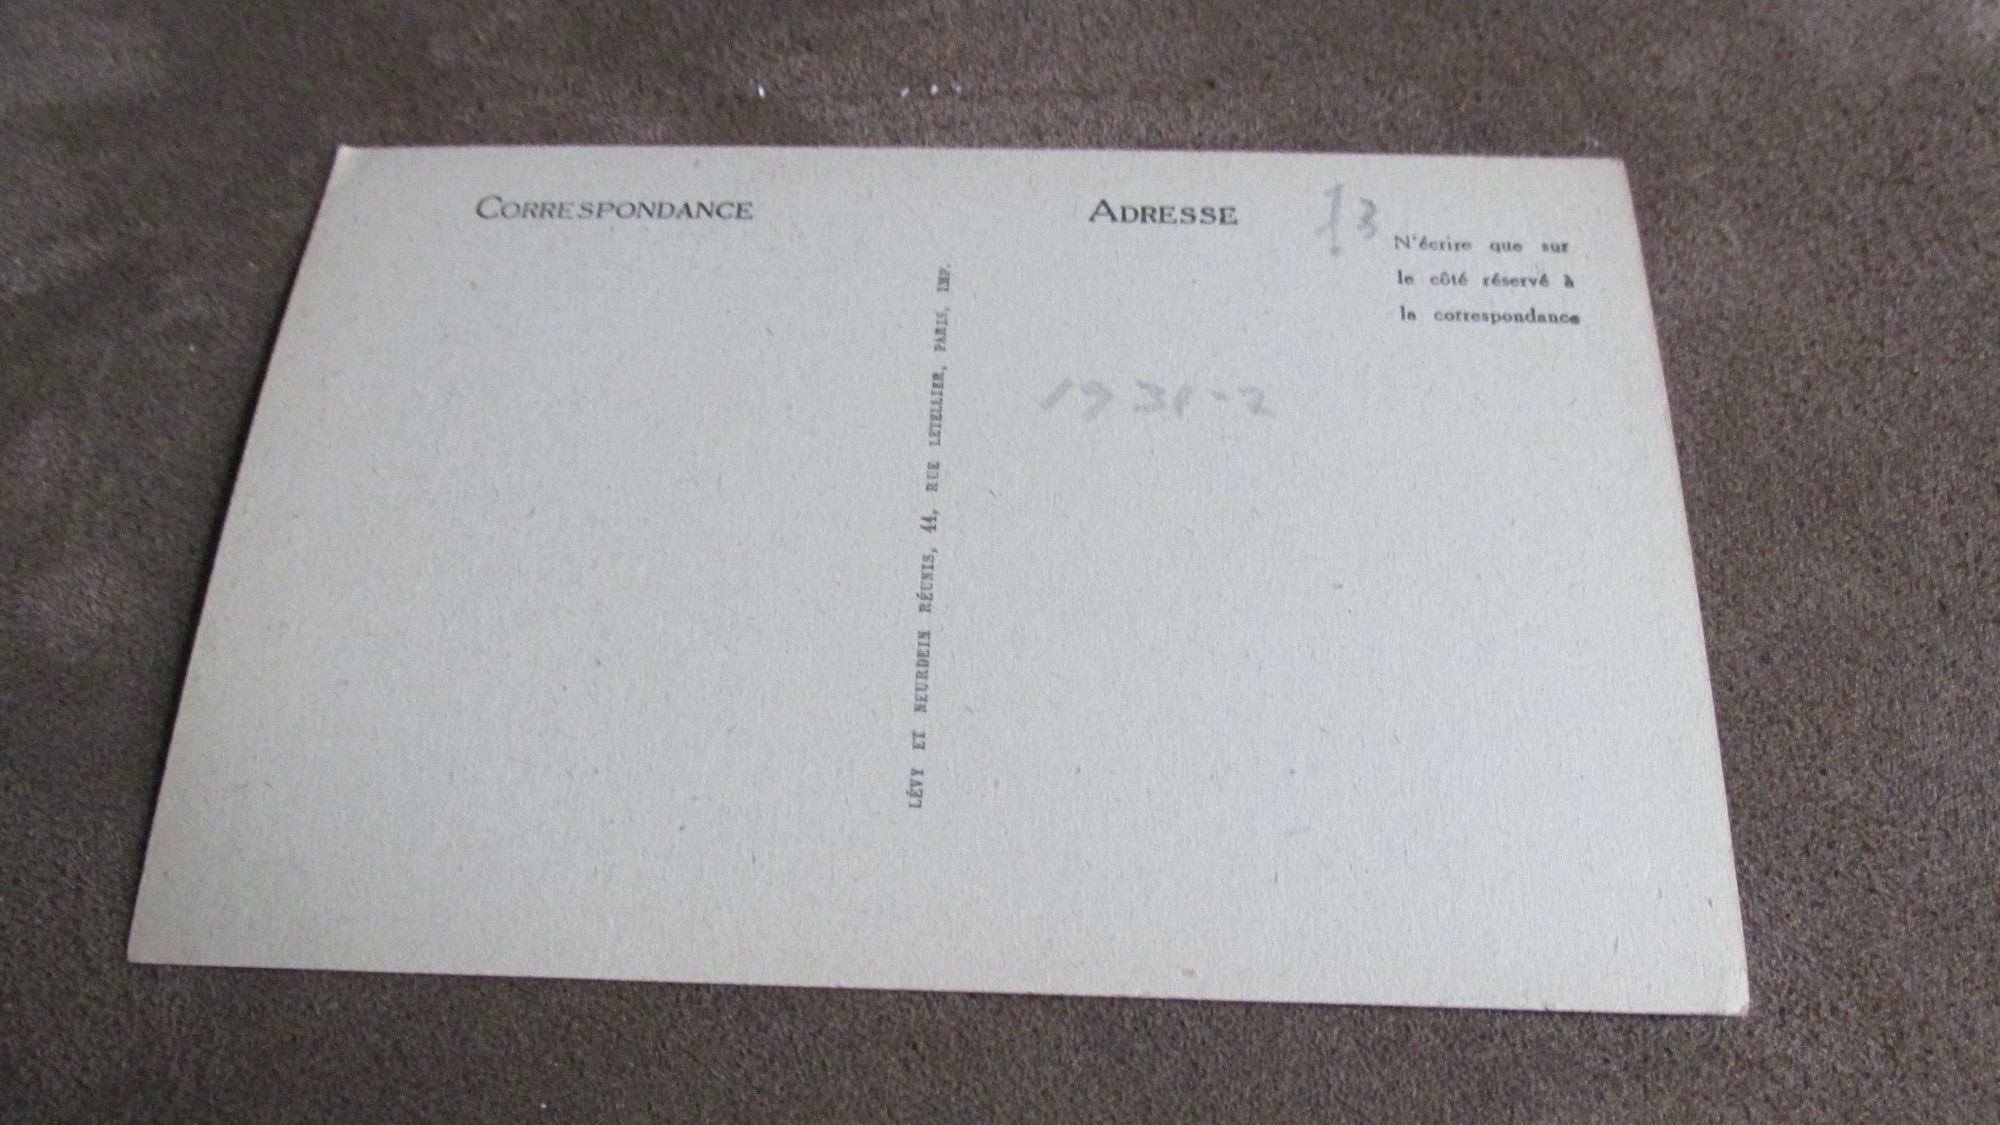 CORRESPONDANCE
ADRESSE
13
N'écrire que sur
le côté réservé à
la correspondance
1931-2
LÉVY ET NEURDEIN RÉUNIS, 44, RUE LETELLIER, PARIS, IMP.